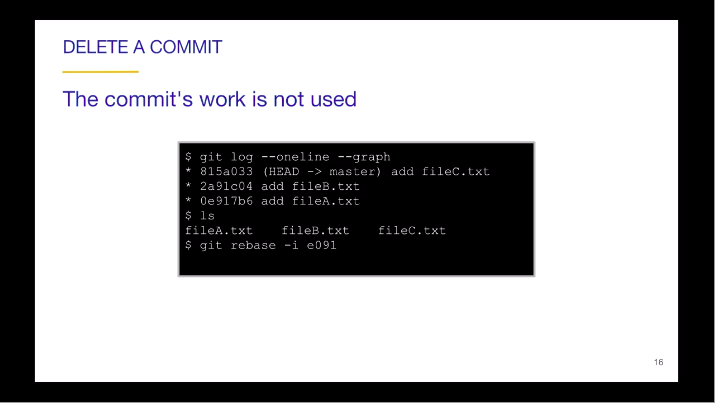 DELETE A COMMIT
The commit's work is not used
$ git log --oneline --graph
* 815a033 (HEAD -> master) add fileC.txt
* 2a91c04 add fileB.txt
* 0e917b6 add fileA.txt
$ ls
fileA.txt fileB.txt fileC.txt
$ git rebase -i e091
16